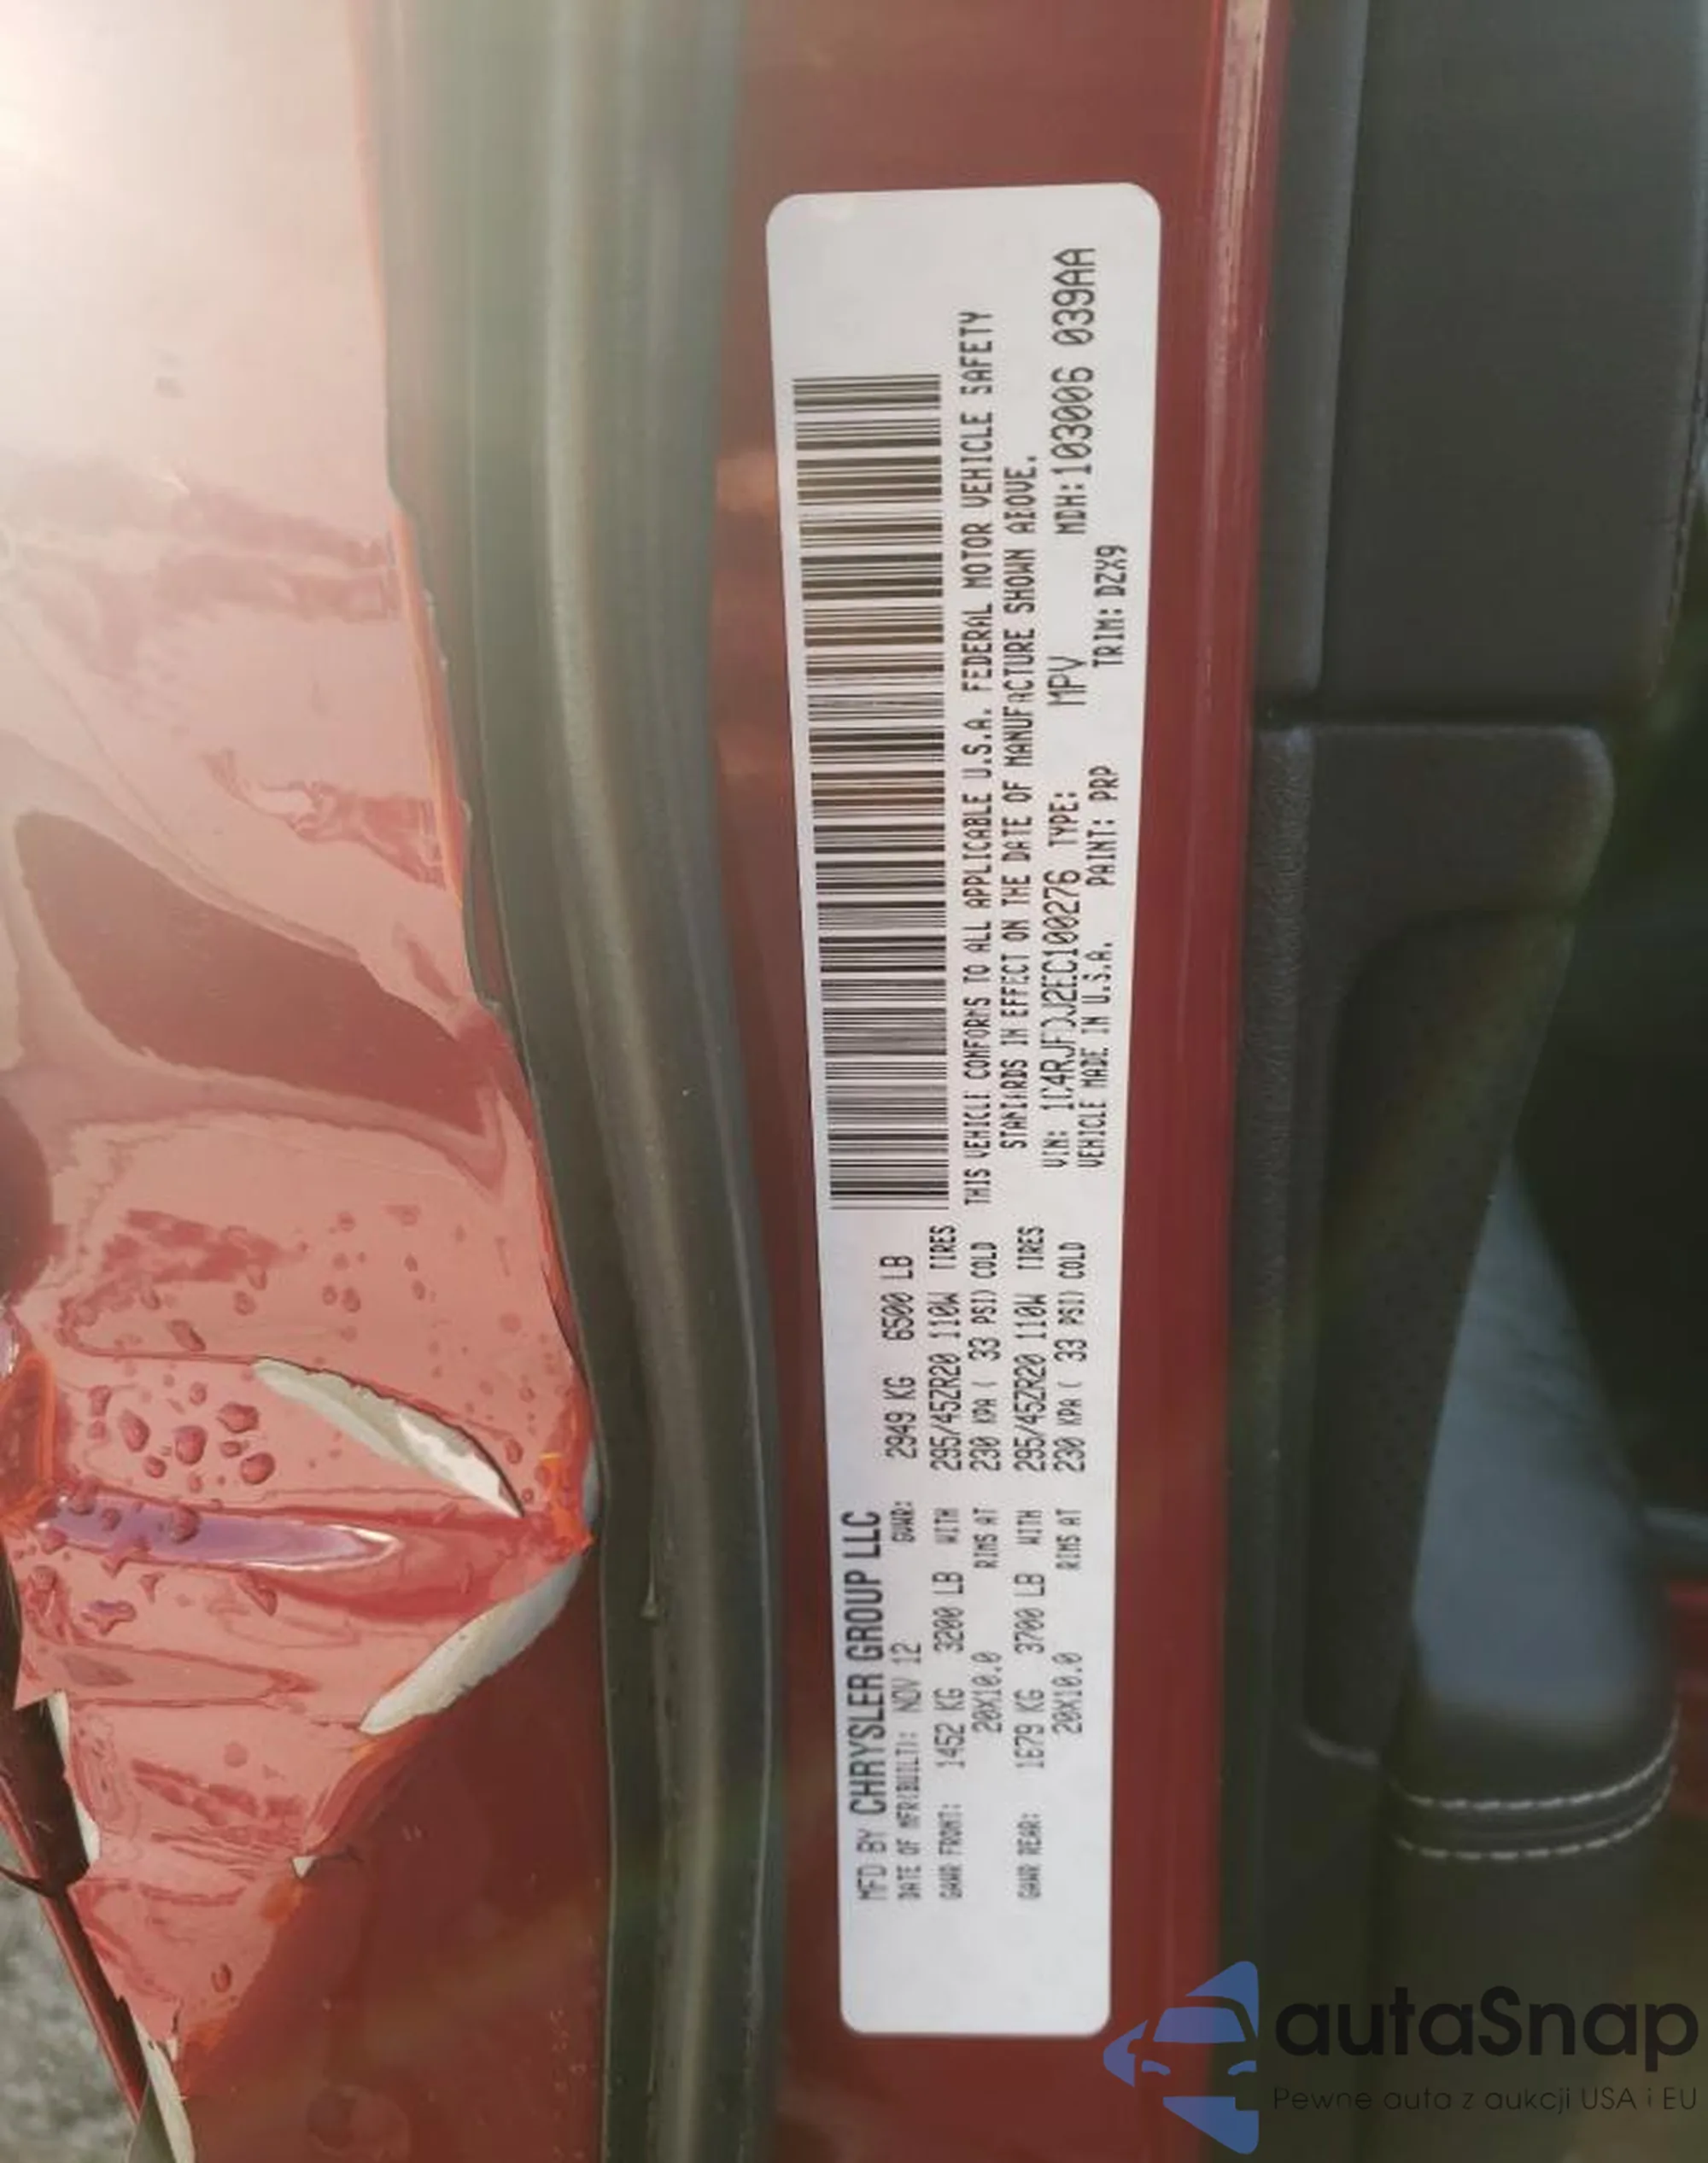 MFD BY CHRYSLER GROUP LLC
DATE OF MFR(BUILT): NOV 12 GVWR: 2949 KG 6500 LB
GAWR FRONT: 1452 KG 3200 LB WITH 295/45ZR20 110W TIRES
20X10.0 RIMS AT 230 KPA ( 33 PSI) COLD
GAWR REAR: 1679 KG 3700 LB WITH 295/45ZR20 110W TIRES
20X10.0 RIMS AT 230 KPA ( 33 PSI) COLD
THIS VEHICLE CONFORMS TO ALL APPLICABLE U.S.A. FEDERAL MOTOR VEHICLE SAFETY
STANDARDS IN EFFECT ON THE DATE OF MANUFACTURE SHOWN ABOVE.
VIN: 1C4RJFDJ2EC100276 TYPE: MPV MDH: 103006 039AA
VEHICLE MADE IN U.S.A. PAINT: PRP TRIM: DZX9
autaSnap
Pewne auta z aukcji USA i EU